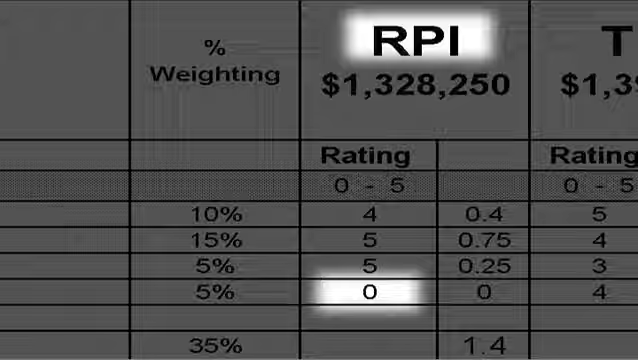 % Weighting RPI T
$1,328,250 $1,39
Rating Rating
0 - 5 0 - 5
10% 4 0.4 5
15% 5 0.75 4
5% 5 0.25 3
5% 0 0 4
35% 1.4